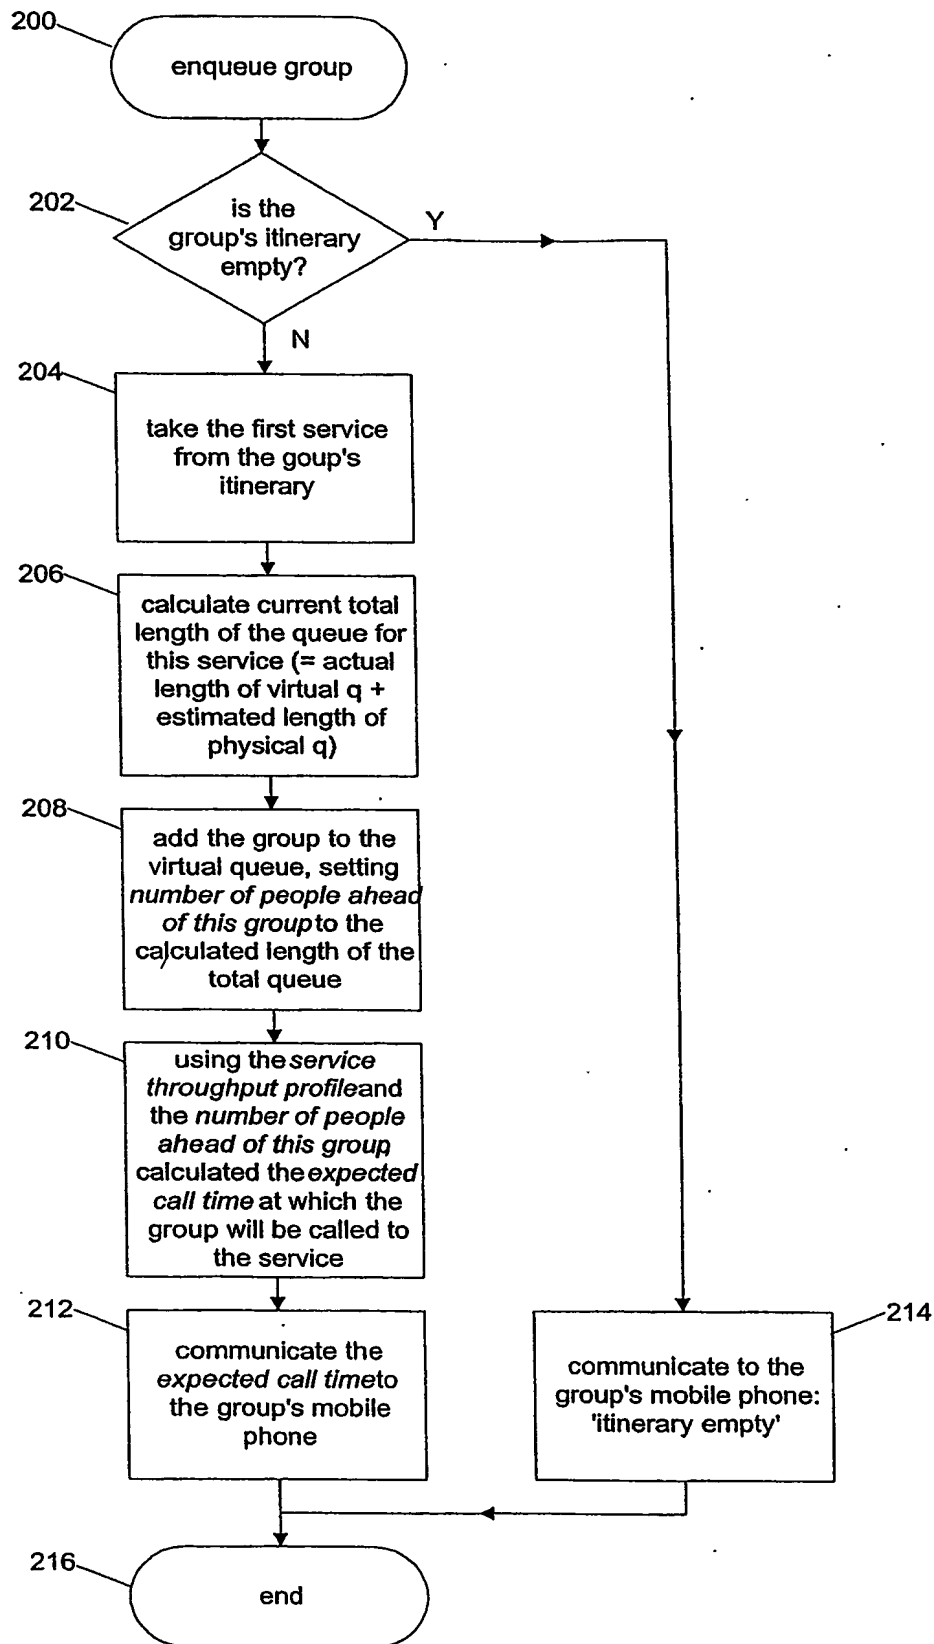 200
enqueue group
202
is the
group's itinerary
empty?
Y
N
204
take the first service
from the goup's
itinerary
206
calculate current total
length of the queue for
this service (= actual
length of virtual q +
estimated length of
physical q)
208
add the group to the
virtual queue, setting
number of people ahead
of this group to the
calculated length of the
total queue
210
using the service
throughput profile and
the number of people
ahead of this group
calculated the expected
call time at which the
group will be called to
the service
212
communicate the
expected call time to
the group's mobile
phone
214
communicate to the
group's mobile phone:
'itinerary empty'
216
end